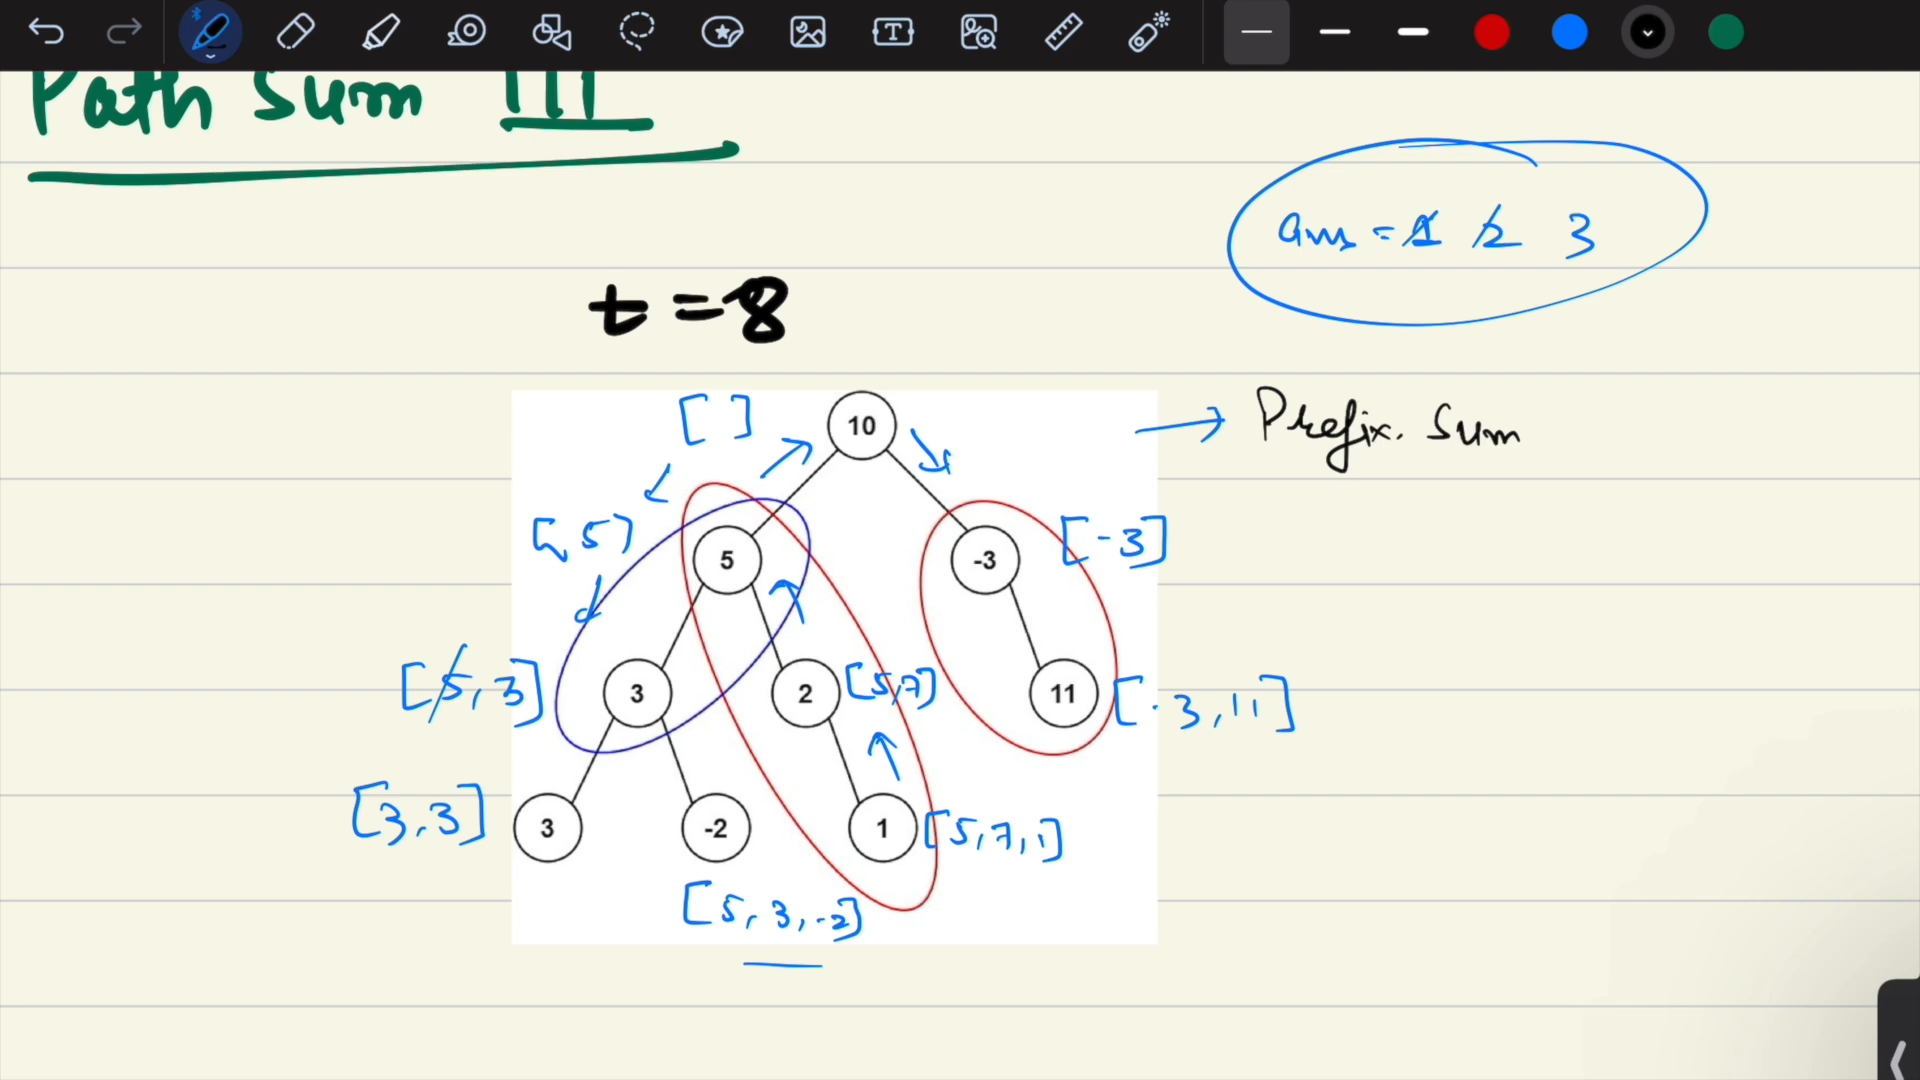 Path Sum III
ans = 1 2 3
t = 8
→ Prefix. Sum
[ ]
10
[, 5]
5
-3
[-3]
[5, 3]
3
2
[5,7]
11
[-3, 11]
[3, 3]
3
-2
1
[5, 7, 1]
[5, 3, -2]